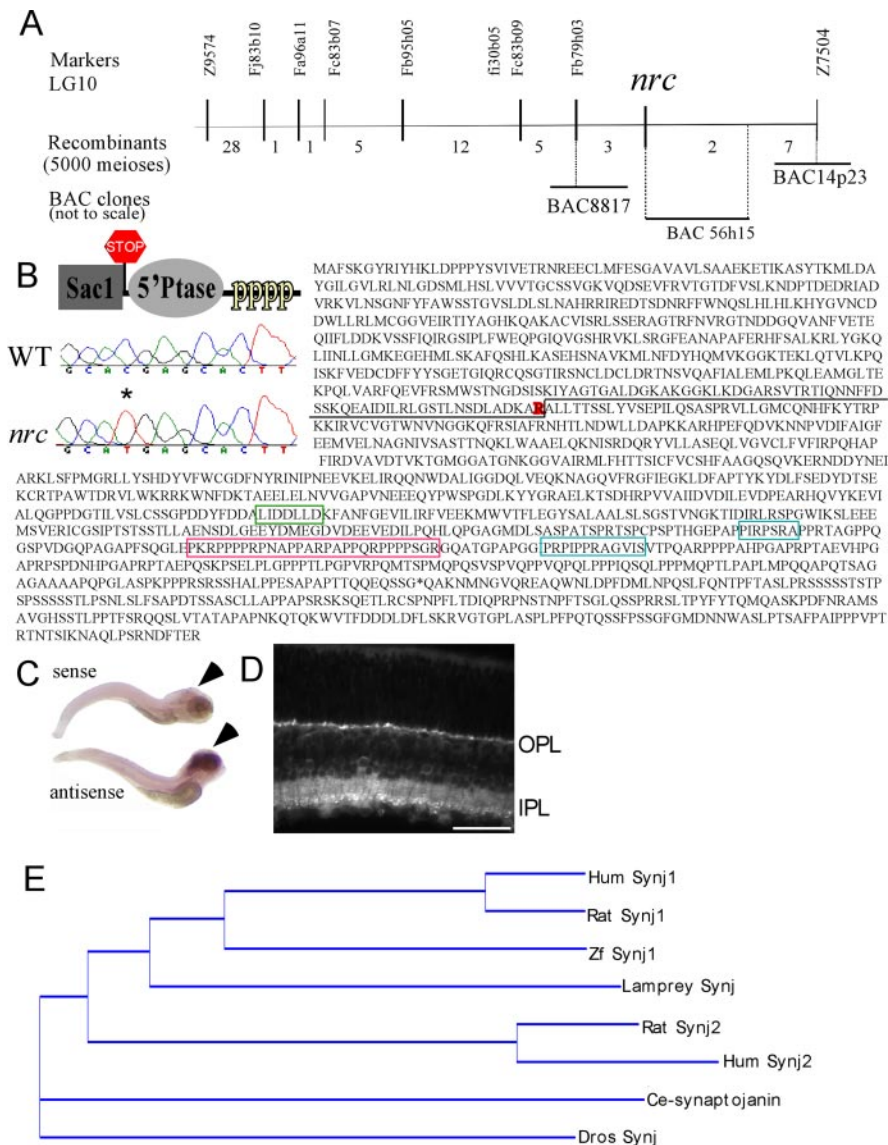 A
Markers
LG10
Z9574
Fj83b10
Fa96a11
Fc83b07
Fb95h05
fi30b05
Fc83b09
Fb79h03
nrc
Z7504
Recombinants
(5000 meioses)
28 1 1 5 12 5 3 2 7
BAC clones
(not to scale)
BAC8817
BAC 56h15
BAC14p23
B
STOP
Sac1 5'Ptase pppp
WT
G C A C G A G C A C T T
*
nrc
G C A T G A G C A C T T
MAFSKGYRIYHKLDPPPYSVIVETRNREECLMFESGAVAVLSAAEKETIKASYTKMLDA
YGILGVLRLNLGDSMLHSLVVVTGCSSVGKVQDSEVFRVTGTDFVSLKNDPTDEDRIAD
VRKVLNSGNFYFAWSSTGVSLDLSLNAHRRIREDTSDNRFFWNQSLHLHLKHYGVNCD
DWLLRLMCGGVEIRTIYAGHKQAKACVISRLSSERAGTRFNVRGTNDDGQVANFVETE
QIIFLDDKVSSFIQIRGSIPLFWEQPGIQVGSHRVKLSRGFEANAPAFERHFSALKRLYGKQ
LIINLLGMKEGEHMLSKAFQSHLKASEHSNAVKMLNFDYHQMVKGGKTEKLQTVLKPQ
ISKFVEDCDFFYYSGETGIQRCQSGTIRSNCLDCLDRTNSVQAFIALEMLPKQLEAMGLTE
KPQLVARFQEVFRSMWSTNGDSISKIYAGTGALDGKAKGGKLKDGARSVTRTIQNNFFD
SSKQEAIDILRLGSTLNSDLADKARALLTTSSLYVSEPILQSASPRVLLGMCQNHFKYTRP
KKIRVCVGTWNVNGGKQFRSIAFRNHTLNDWLLDAPKKARHPEFQDVKNNPVDIFAIGF
EEMVELNAGNIVSASTTNQKLWAAELQKNISRDQRYVLLASEQLVGVCLFVFIRPQHAP
FIRDVAVDTVKTGMGGATGNKGGVAIRMLFHTTSICFVCSHFAAGQSQVKERNDDYNEI
ARKLSFPMGRLLYSHDYVFWCGDFNYRINIPNEEVKELIRQQNWDALIGGDQLVEQKNAGQVFRGFIEGKLDFAPTYKYDLFSEDYDTSE
KCRTPAWTDRVLWKRRKWNFDKTAEELELNVVGAPVNEEEQYPWSPGDLKYYGRAELKTSDHRPVVAIIDVDILEVDPEARHQVYKEVI
ALQGPPDGTILVSLCSSGPDDYFDDALIDDLLDKFANFGEVILIRFVEEKMWVTFLEGYSALAALSLSGSTVNGKTIDIRLRSPGWIKSLEEE
MSVERICGSIPTSTSSTLLAENSDLGEEYDMEGDVDEEVEDILPQHLQPGAGMDLSASPATSPRTSPCPSPTHGEPAPPIRPSRAPPRTAGPPQ
GSPVDGQPAGAPFSQGLEPKRPPPPRPNAPPARPAPPQRPPPPSGRGQATGPAPGGPRPIPPRAGVISVTPQARPPPPAHPGAPRPTAEVHPG
APRPSPDNHPGAPRPTAEPQSKPSELPLGPPPTLPGPVRPQMTSPMQPQSVSPVQPPVQPQLPPPIQSQLPPPMQPTLPAPLMPQQAPQTSAG
AGAAAAPQPGLASPKPPPRSRSSHALPPESAPAPTTQQEQSSG*QAKNMNGVQREAQWNLDPFDMLNPQSLFQNTPFTASLPRSSSSSTSTP
SPSSSSSTLPSNLSLFSAPDTSSASCLLAPPAPSRSKSQETLRCSPNPFLTDIQPRPNSTNPFTSGLQSSPRRSLTPYFYTQMQASKPDFNRAMS
AVGHSSTLPPTFSRQQSLVTATAPAPNKQTQKWVTFDDDLDFLSKRVGTGPLASPLPFPQTQSSFPSSGFGMDNNWASLPTSAFPAIPPPVPT
RTNTSIKNAQLPSRNDFTER
C
sense
antisense
D
OPL
IPL
E
Hum Synj1
Rat Synj1
Zf Synj1
Lamprey Synj
Rat Synj2
Hum Synj2
Ce-synaptojanin
Dros Synj